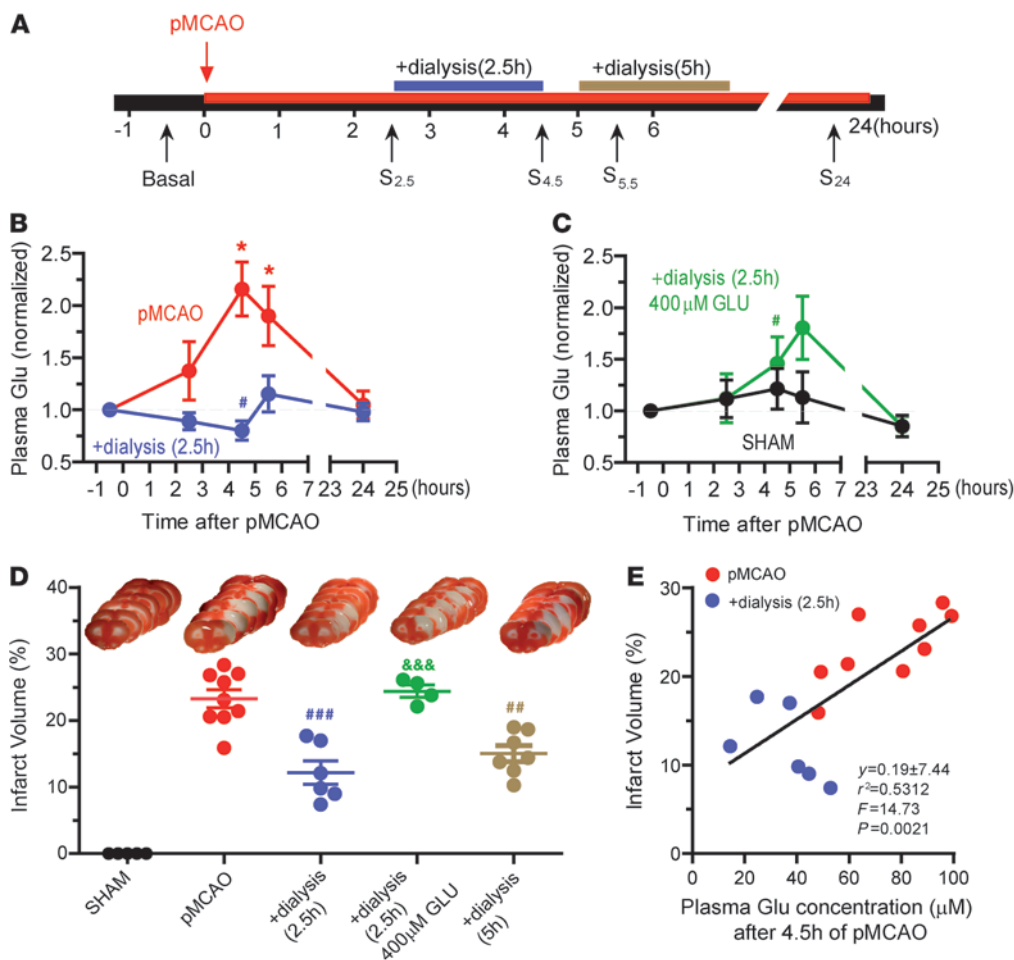 A
pMCAO
+dialysis(2.5h)
+dialysis(5h)
-1 0 1 2 3 4 5 6 24(hours)
Basal
S2.5
S4.5
S5.5
S24
B
Plasma Glu (normalized)
2.5
2.0
1.5
1.0
0.5
pMCAO
*
*
#
+dialysis (2.5h)
-1 0 1 2 3 4 5 7 23 24 25 (hours)
Time after pMCAO
C
Plasma Glu (normalized)
2.5
2.0
1.5
1.0
0.5
+dialysis (2.5h)
400 µM GLU
#
SHAM
-1 0 1 2 3 4 5 6 7 23 24 25 (hours)
Time after pMCAO
D
Infarct Volume (%)
40
30
20
10
0
###
&&&
##
SHAM
pMCAO
+dialysis
(2.5h)
+dialysis
(2.5h)
400µM GLU
+dialysis
(5h)
E
pMCAO
+dialysis (2.5h)
Infarct Volume (%)
30
20
10
0
y=0.19±7.44
r²=0.5312
F=14.73
P=0.0021
0 20 40 60 80 100
Plasma Glu concentration (µM)
after 4.5h of pMCAO